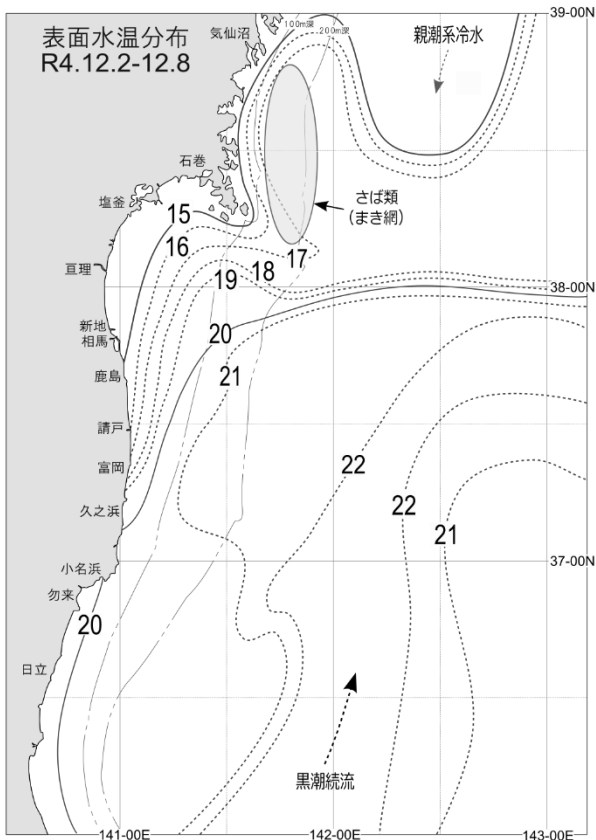 表面水温分布
R4.12.2-12.8
気仙沼
100m深
200m深
親潮系冷水
39-00N
石巻
塩釜
さば類
(まき網)
15
16
17
18
19
亘理
38-00N
新地
相馬
20
鹿島
21
請戸
富岡
22
22
久之浜
21
37-00N
小名浜
勿来
20
日立
黒潮続流
141-00E
142-00E
143-00E